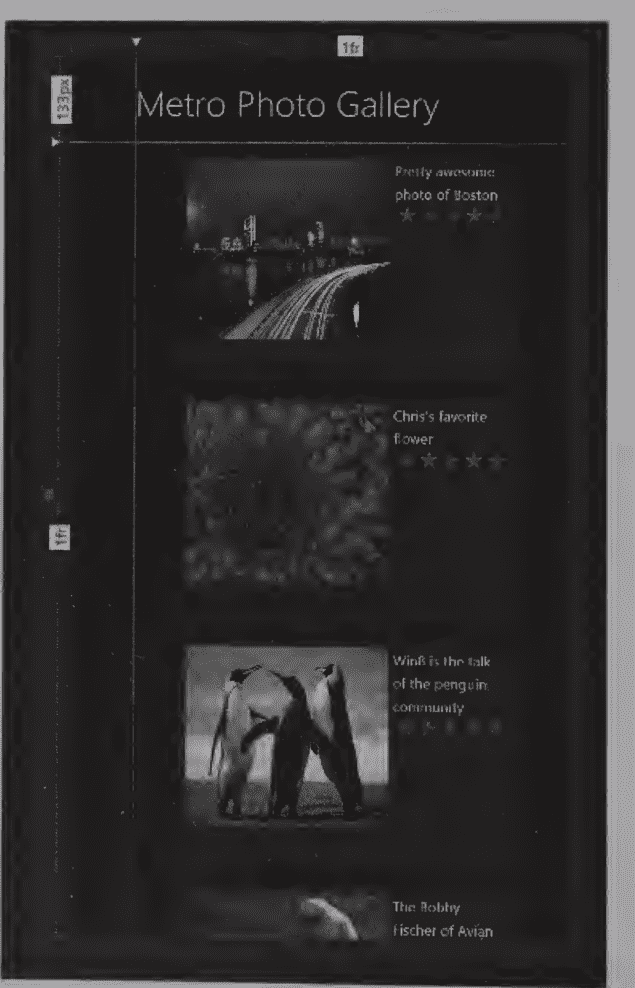 1fr
133px
Metro Photo Gallery
Pretty awesome
photo of Boston
Chris's favorite
flower
1fr
Win8 is the talk
of the penguin
community
The Bobby
Fischer of Avian